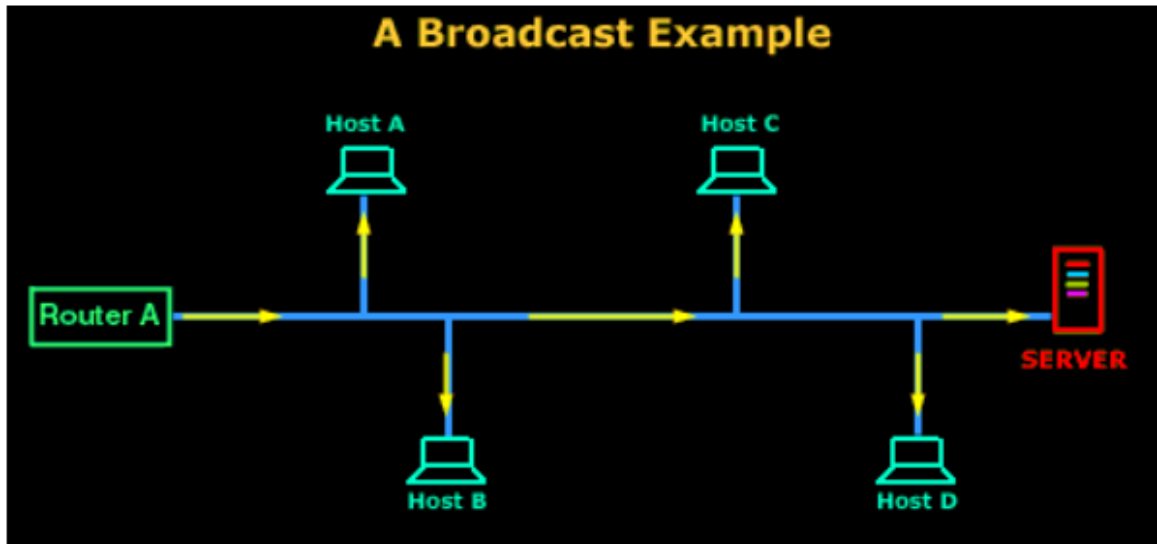 A Broadcast Example
Host A
Host C
Router A
SERVER
Host B
Host D